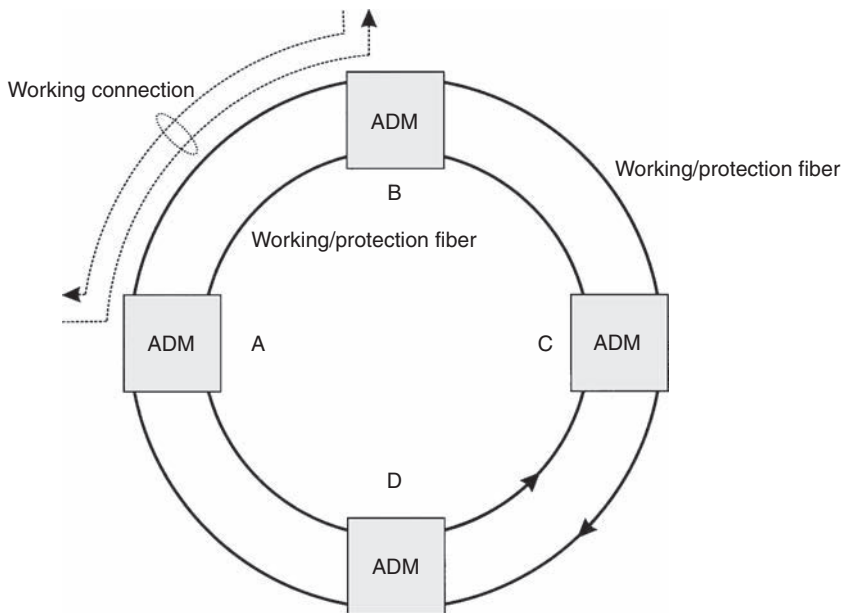 Working connection
ADM
B
Working/protection fiber
Working/protection fiber
ADM
A
C
ADM
D
ADM